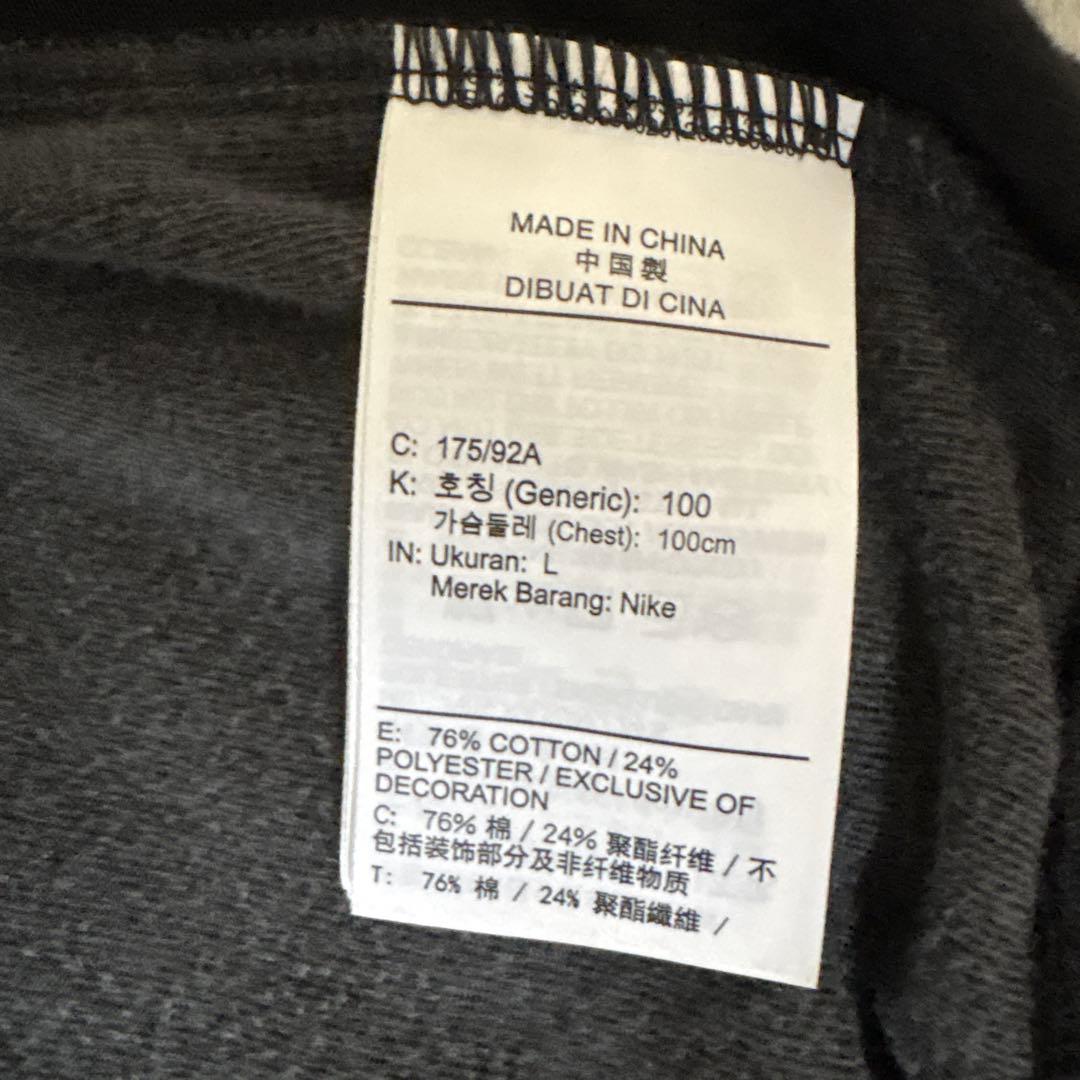 MADE IN CHINA
中国製
DIBUAT DI CINA
C: 175/92A
K: 호칭 (Generic): 100
가슴둘레 (Chest): 100cm
IN: Ukuran: L
Merek Barang: Nike
E: 76% COTTON / 24%
POLYESTER / EXCLUSIVE OF
DECORATION
C: 76% 棉 / 24% 聚酯纤维 / 不
包括装饰部分及非纤维物质
T: 76% 棉 / 24% 聚酯纖維 /